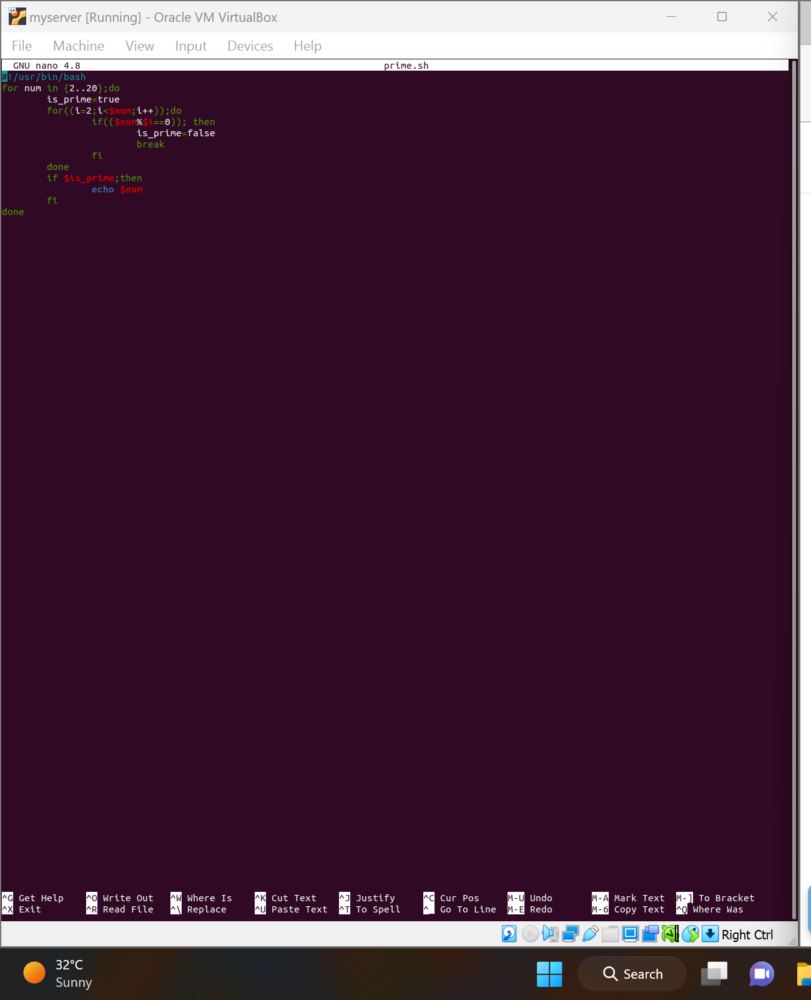 myserver [Running] - Oracle VM VirtualBox
File Machine View Input Devices Help
GNU nano 4.8 prime.sh
#!/usr/bin/bash
for num in {2..20};do
        is_prime=true
        for((i=2;i<$num;i++));do
                if(($num%$i==0)); then
                        is_prime=false
                        break
                fi
        done
        if $is_prime;then
                echo $num
        fi
done
^G Get Help ^O Write Out ^W Where Is ^K Cut Text ^J Justify ^C Cur Pos M-U Undo M-A Mark Text M-] To Bracket
^X Exit ^R Read File ^\ Replace ^U Paste Text ^T To Spell ^_ Go To Line M-E Redo M-6 Copy Text ^Q Where Was
Right Ctrl
32°C
Sunny
Search